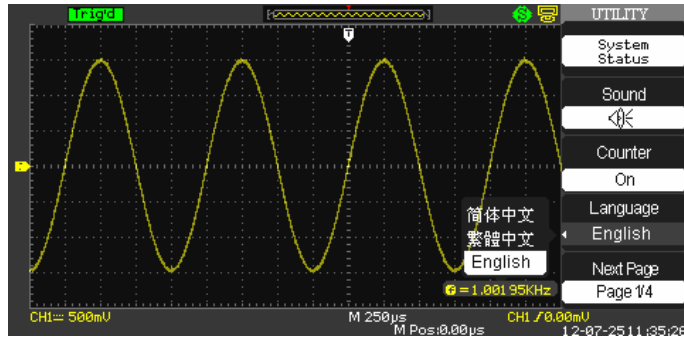 Trig'd
UTILITY
T
System
Status
Sound
Counter
On
Language
English
简体中文
繁體中文
English
Next Page
Page 1/4
=1.00195KHz
CH1 500mV
M 250μs
CH1 0.00mV
M Pos:0.00μs
12-07-25 11:35:28